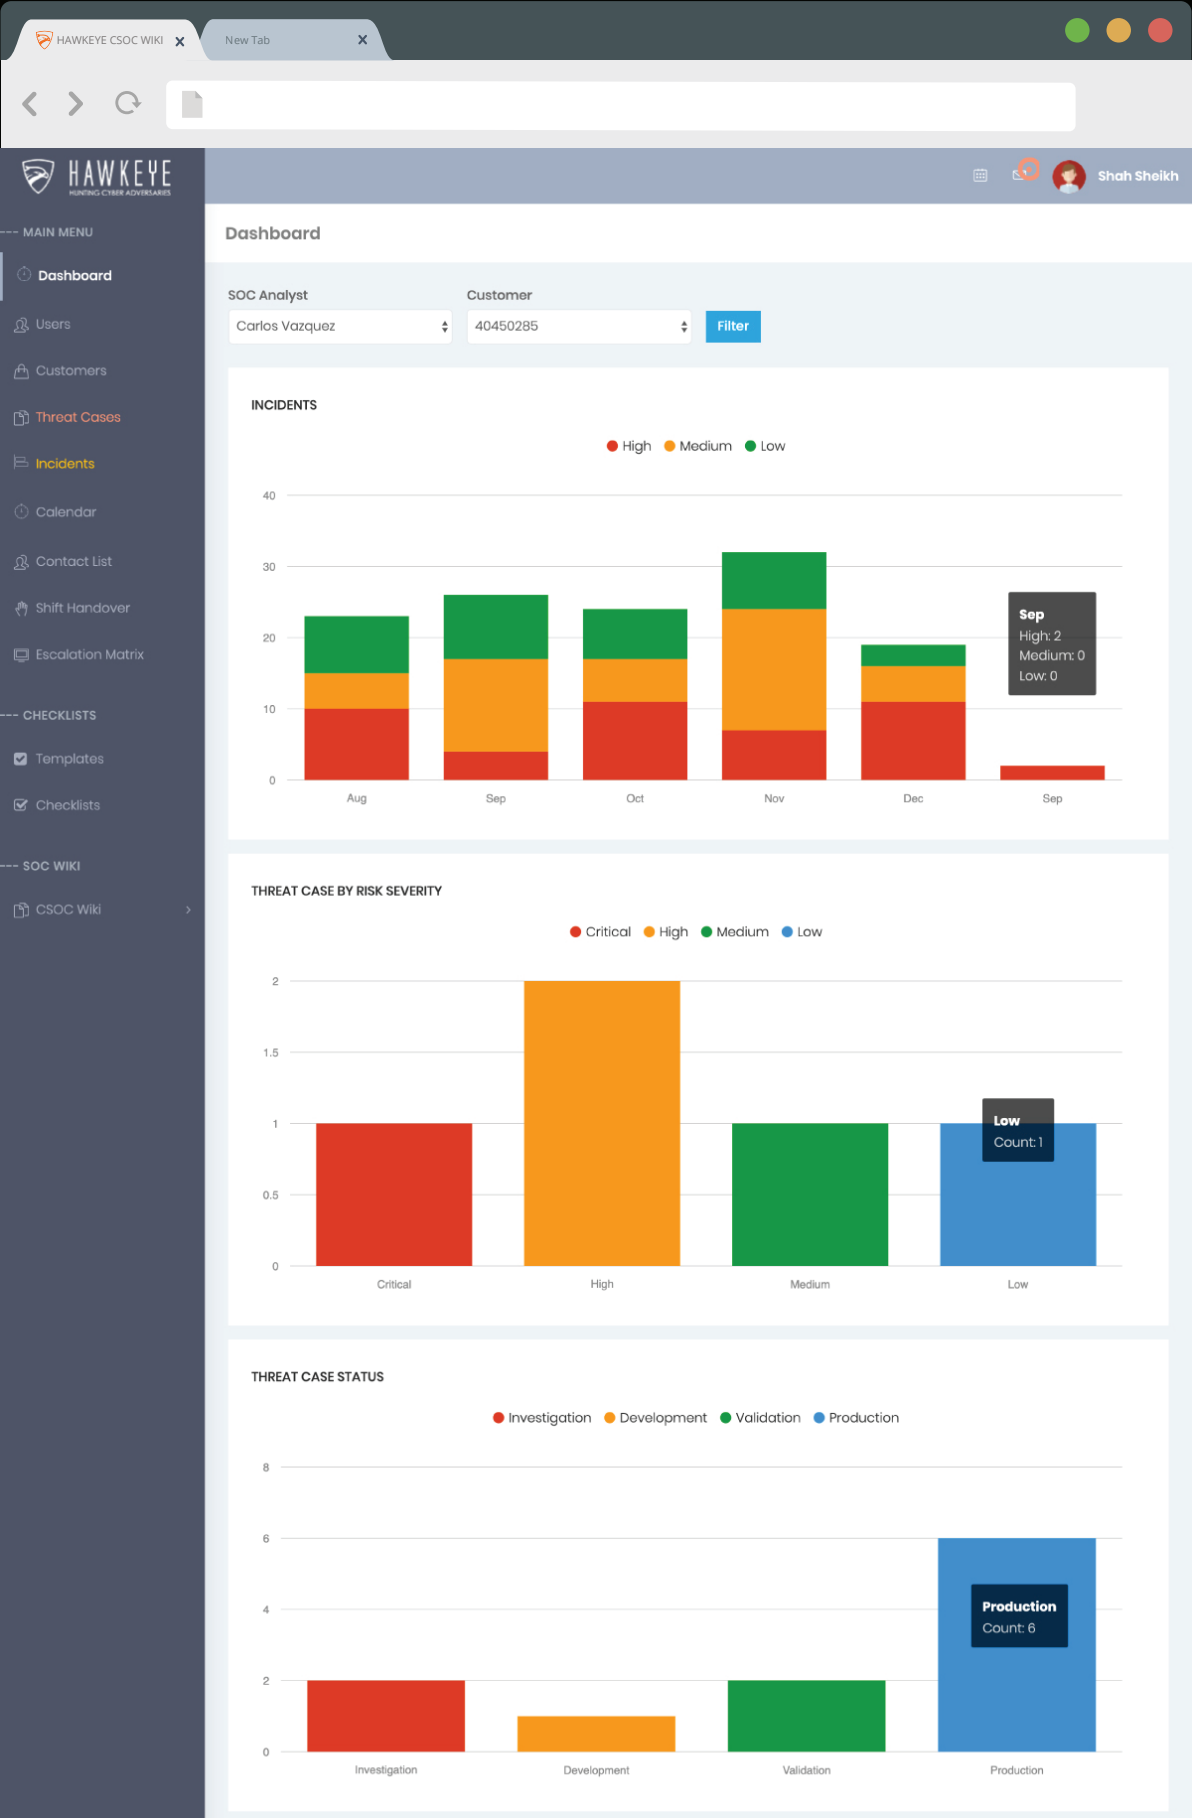 HAWKEYE CSOC WIKI
New Tab
HAWKEYE
HUNTING CYBER ADVERSARIES
Shah Sheikh
--- MAIN MENU
Dashboard
Users
Customers
Threat Cases
Incidents
Calendar
Contact List
Shift Handover
Escalation Matrix
--- CHECKLISTS
Templates
Checklists
--- SOC WIKI
CSOC Wiki
Dashboard
SOC Analyst
Customer
Carlos Vazquez
40450285
Filter
INCIDENTS
High Medium Low
40
30
20
10
0
Aug Sep Oct Nov Dec Sep
Sep
High: 2
Medium: 0
Low: 0
THREAT CASE BY RISK SEVERITY
Critical High Medium Low
2
1.5
1
0.5
0
Critical High Medium Low
Low
Count: 1
THREAT CASE STATUS
Investigation Development Validation Production
8
6
4
2
0
Investigation Development Validation Production
Production
Count: 6